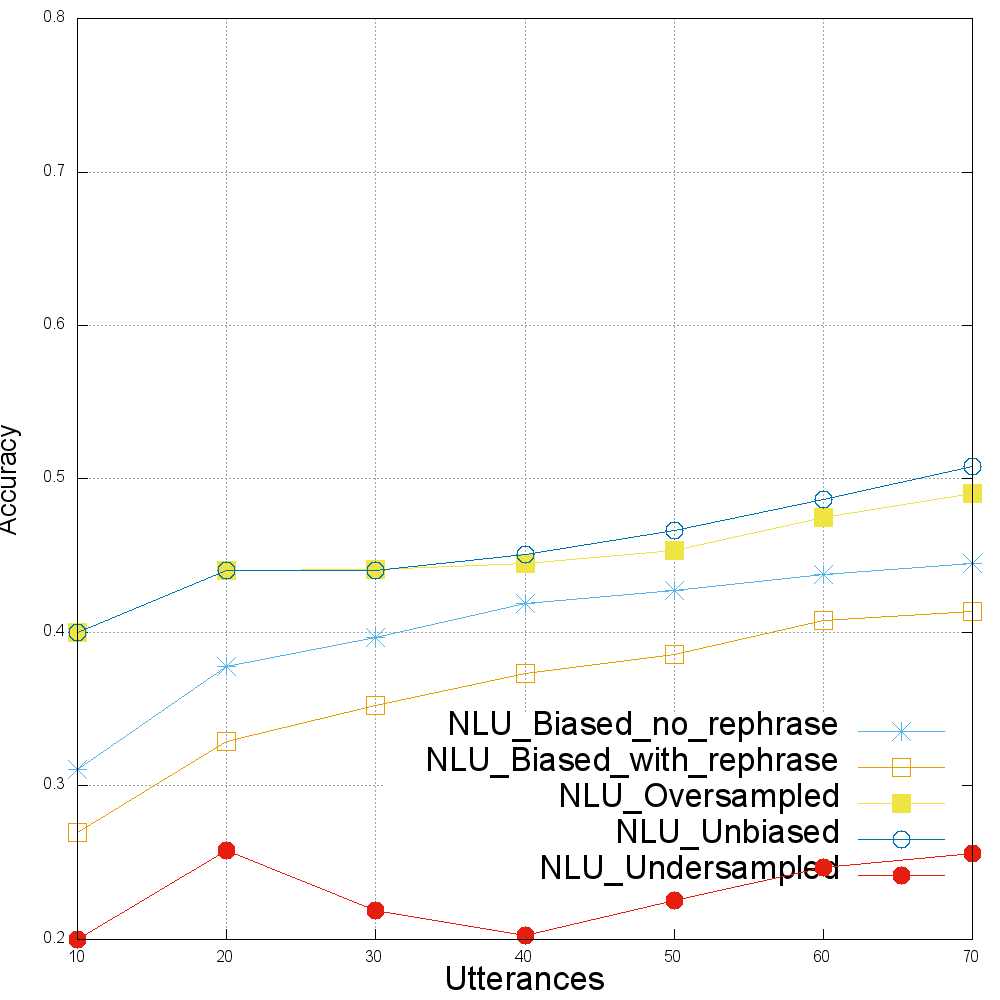 0.8
0.7
0.6
0.5
0.4
0.3
0.2
Accuracy
NLU_Biased_no_rephrase
NLU_Biased_with_rephrase
NLU_Oversampled
NLU_Unbiased
NLU_Undersampled
10 20 30 40 50 60 70
Utterances